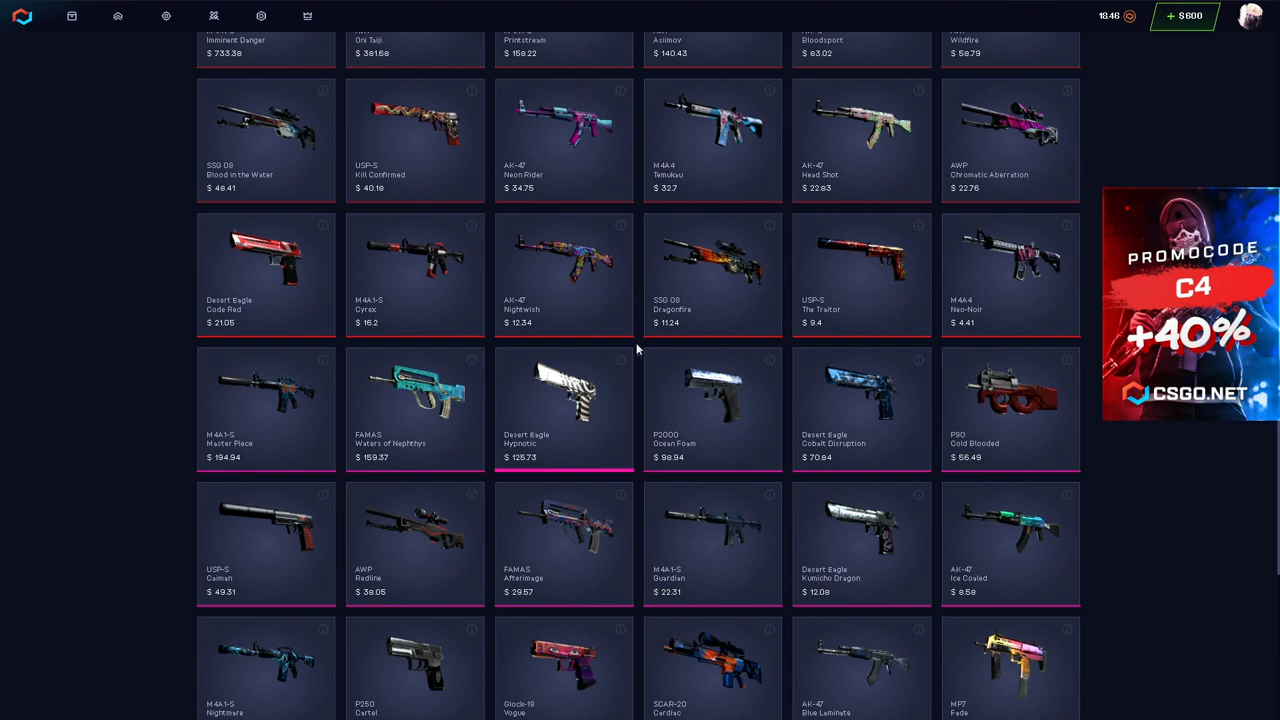 18.46
+ $600
Imminent Danger
$ 733.38
Oni Taiji
$ 381.68
Printstream
$ 158.22
Asiimov
$ 140.43
Bloodsport
$ 83.02
Wildfire
$ 58.79
SSG 08
Blood in the Water
$ 48.41
USP-S
Kill Confirmed
$ 40.18
AK-47
Neon Rider
$ 34.75
M4A4
Temukau
$ 32.7
AK-47
Head Shot
$ 22.83
AWP
Chromatic Aberration
$ 22.76
Desert Eagle
Code Red
$ 21.05
M4A1-S
Cyrex
$ 16.2
AK-47
Nightwish
$ 12.34
SSG 08
Dragonfire
$ 11.24
USP-S
The Traitor
$ 9.4
M4A4
Neo-Noir
$ 4.41
PROMOCODE
C4
+40%
CSGO.NET
M4A1-S
Master Piece
$ 194.94
FAMAS
Waters of Nephthys
$ 159.37
Desert Eagle
Hypnotic
$ 125.73
P2000
Ocean Foam
$ 98.94
Desert Eagle
Cobalt Disruption
$ 70.84
P90
Cold Blooded
$ 56.49
USP-S
Caiman
$ 49.31
AWP
Redline
$ 38.05
FAMAS
Afterimage
$ 29.57
M4A1-S
Guardian
$ 22.31
Desert Eagle
Kumicho Dragon
$ 12.08
AK-47
Ice Coaled
$ 8.58
M4A1-S
Nightmare
P250
Cartel
Glock-18
Vogue
SCAR-20
Cardiac
AK-47
Blue Laminate
MP7
Fade